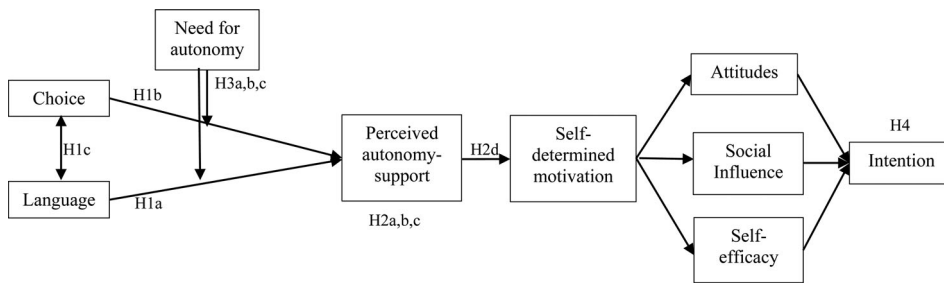 Need for
autonomy
H3a,b,c
Choice
H1b
H1c
Language
H1a
Perceived
autonomy-
support
H2a,b,c
H2d
Self-
determined
motivation
Attitudes
Social
Influence
Self-
efficacy
H4
Intention